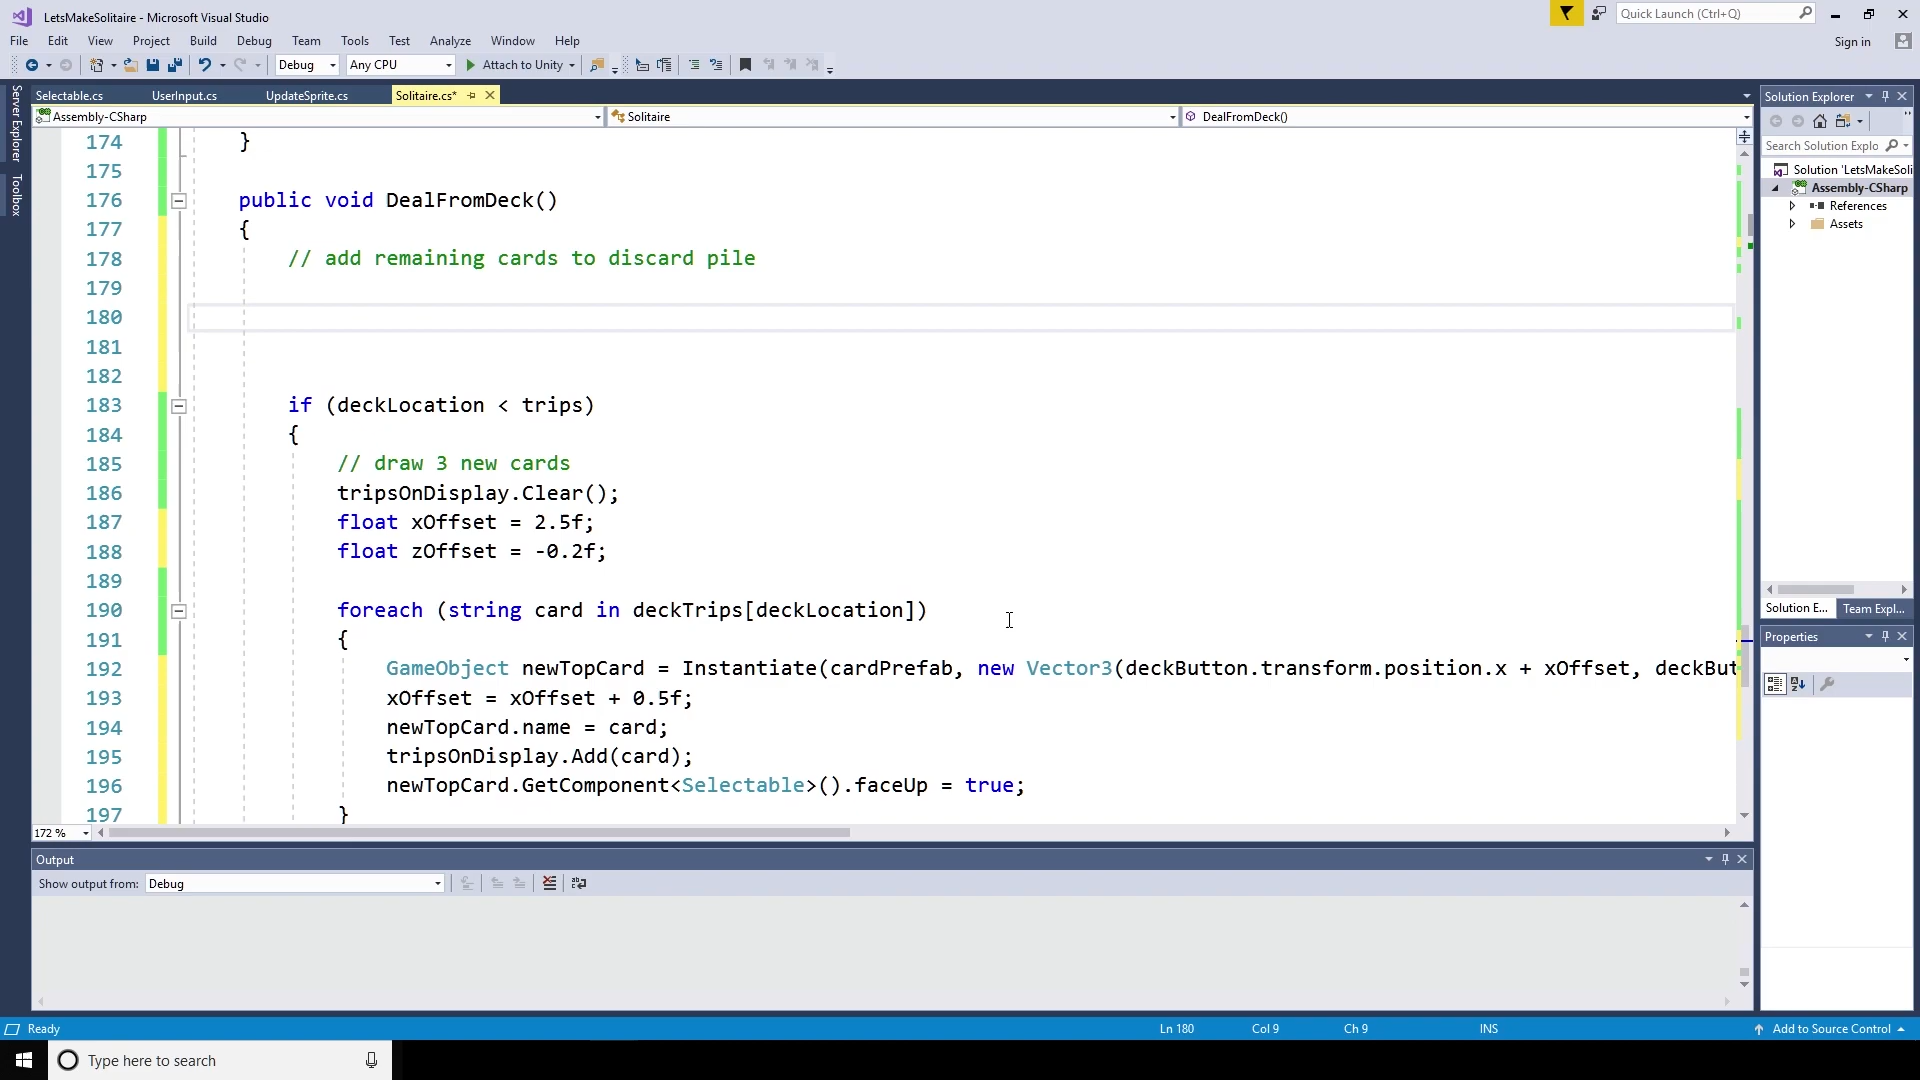 LetsMakeSolitaire - Microsoft Visual Studio
Quick Launch (Ctrl+Q)
File Edit View Project Build Debug Team Tools Test Analyze Window Help
Sign in
Debug Any CPU Attach to Unity
Server Explorer
Toolbox
Selectable.cs UserInput.cs UpdateSprite.cs Solitaire.cs*
Assembly-CSharp Solitaire DealFromDeck()
174 }
175
176 public void DealFromDeck()
177 {
178 // add remaining cards to discard pile
179
180
181
182
183 if (deckLocation < trips)
184 {
185 // draw 3 new cards
186 tripsOnDisplay.Clear();
187 float xOffset = 2.5f;
188 float zOffset = -0.2f;
189
190 foreach (string card in deckTrips[deckLocation])
191 {
192 GameObject newTopCard = Instantiate(cardPrefab, new Vector3(deckButton.transform.position.x + xOffset, deckBut
193 xOffset = xOffset + 0.5f;
194 newTopCard.name = card;
195 tripsOnDisplay.Add(card);
196 newTopCard.GetComponent<Selectable>().faceUp = true;
197 }
172 %
Solution Explorer
Search Solution Explo
Solution 'LetsMakeSoli
Assembly-CSharp
References
Assets
Solution E... Team Expl...
Properties
Output
Show output from: Debug
Ready Ln 180 Col 9 Ch 9 INS Add to Source Control
Type here to search